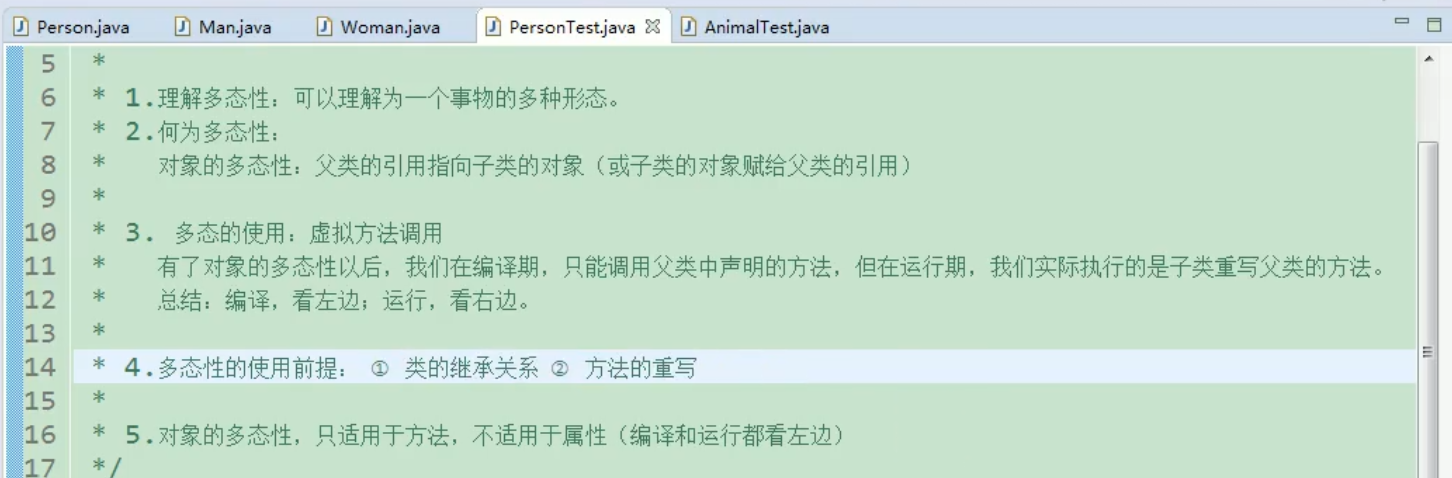 Person.java Man.java Woman.java PersonTest.java AnimalTest.java
5 *
6 * 1.理解多态性：可以理解为一个事物的多种形态。
7 * 2.何为多态性：
8 * 对象的多态性：父类的引用指向子类的对象（或子类的对象赋给父类的引用）
9 *
10 * 3. 多态的使用：虚拟方法调用
11 * 有了对象的多态性以后，我们在编译期，只能调用父类中声明的方法，但在运行期，我们实际执行的是子类重写父类的方法。
12 * 总结：编译，看左边；运行，看右边。
13 *
14 * 4.多态性的使用前提： ① 类的继承关系 ② 方法的重写
15 *
16 * 5.对象的多态性，只适用于方法，不适用于属性（编译和运行都看左边）
17 */